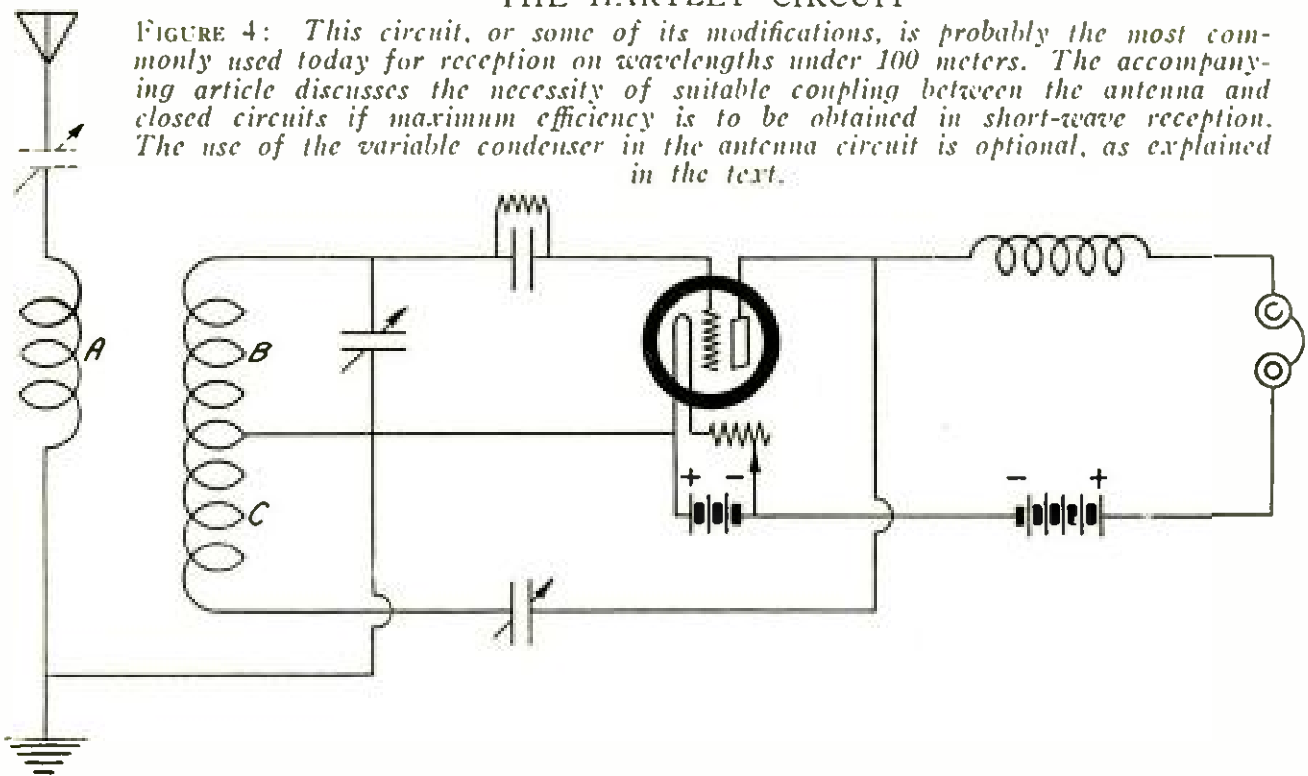 THE HARTLEY CIRCUIT
FIGURE 4: This circuit, or some of its modifications, is probably the most com-
monly used today for reception on wavelengths under 100 meters. The accompany-
ing article discusses the necessity of suitable coupling between the antenna and
closed circuits if maximum efficiency is to be obtained in short-wave reception.
The use of the variable condenser in the antenna circuit is optional, as explained
in the text.
A
B
C
+ -
- +